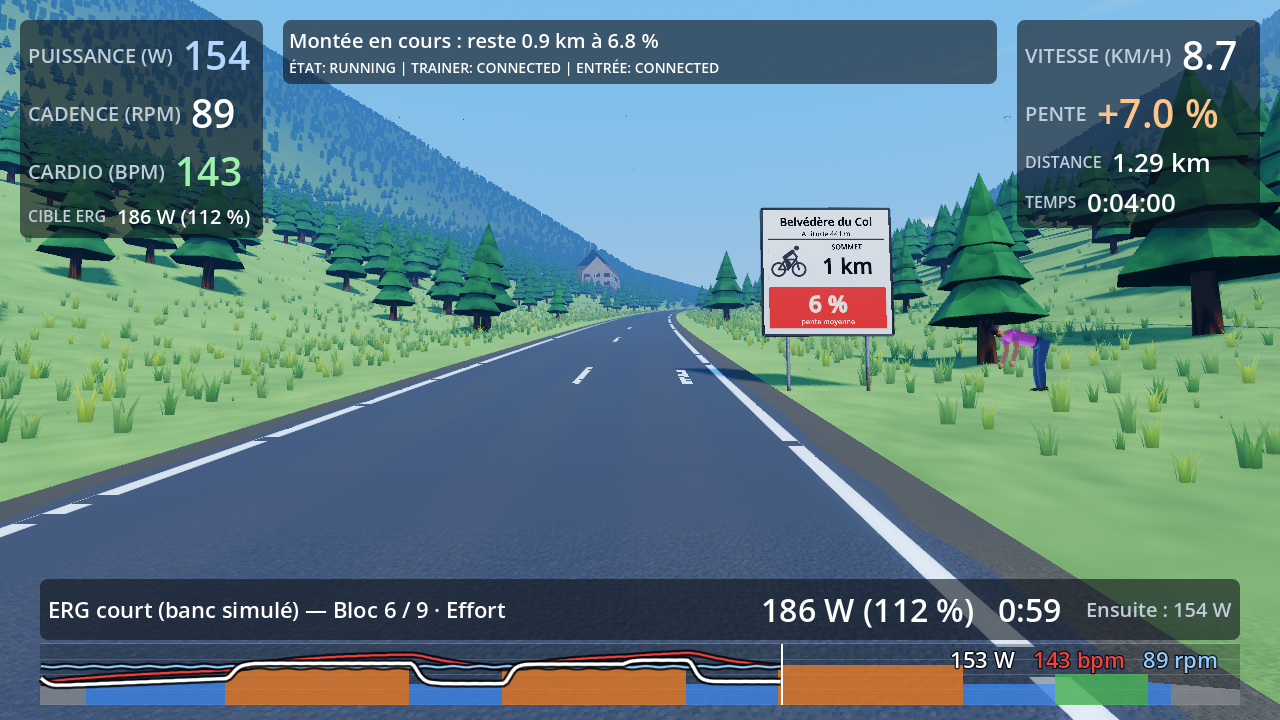 PUISSANCE (W) 154
CADENCE (RPM) 89
CARDIO (BPM) 143
CIBLE ERG 186 W (112 %)
Montée en cours : reste 0.9 km à 6.8 %
ÉTAT: RUNNING | TRAINER: CONNECTED | ENTRÉE: CONNECTED
VITESSE (KM/H) 8.7
PENTE +7.0 %
DISTANCE 1.29 km
TEMPS 0:04:00
Belvédère du Col
SOMMET
1 km
6 %
pente moyenne
ERG court (banc simulé) — Bloc 6 / 9 · Effort
186 W (112 %) 0:59 Ensuite : 154 W
153 W 143 bpm 89 rpm